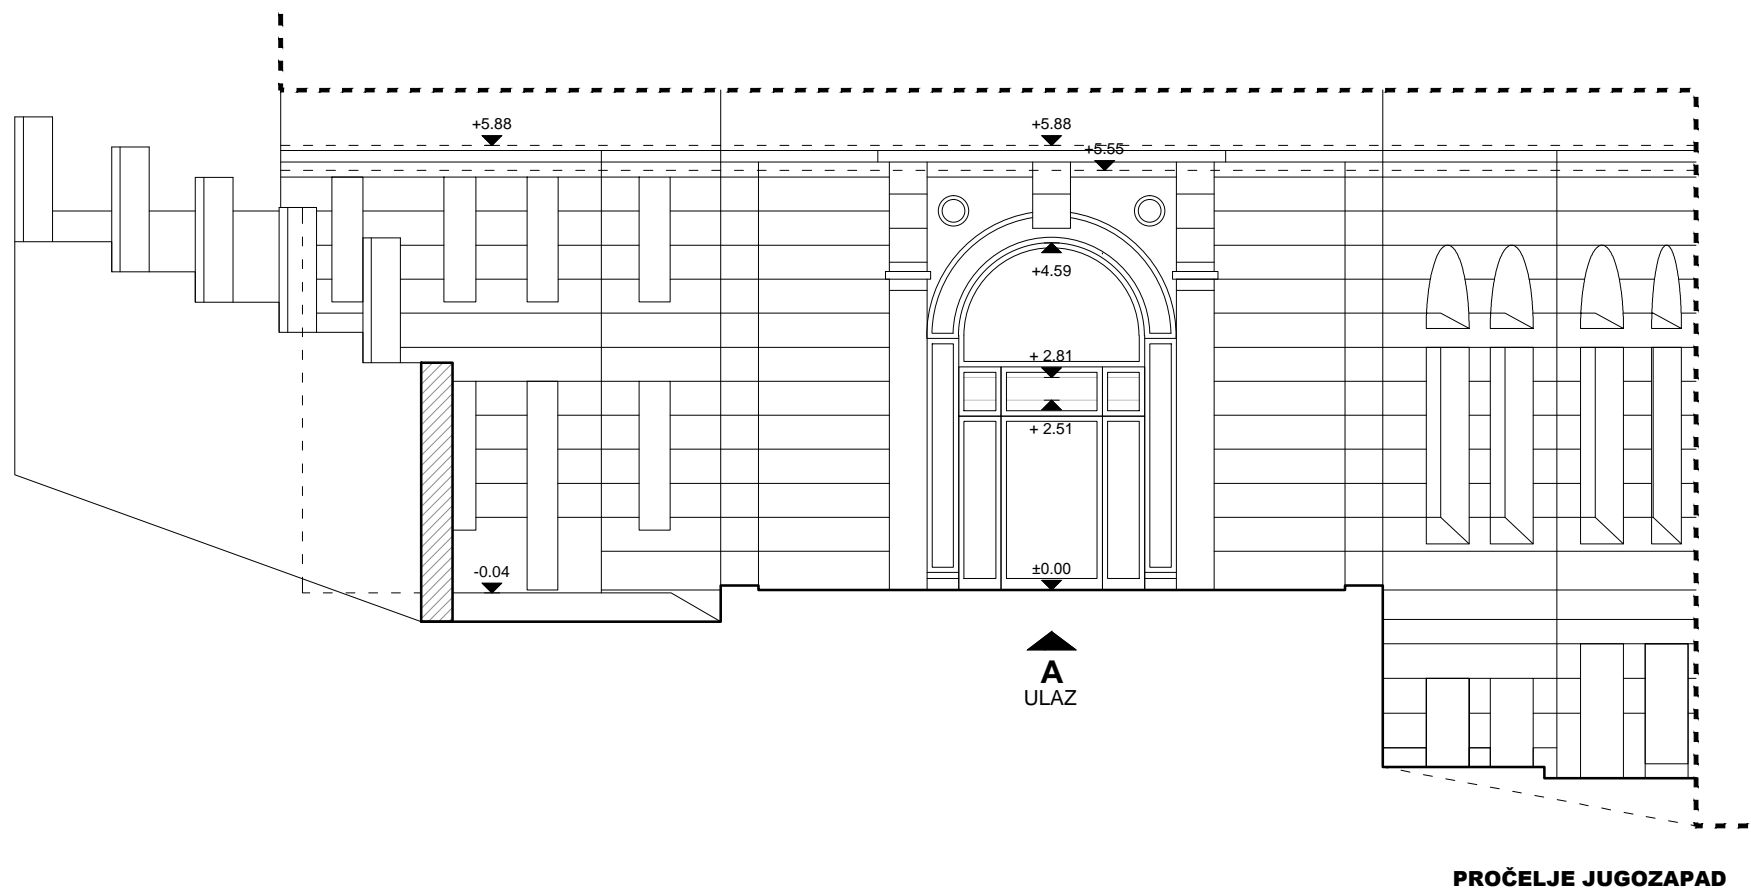 +5.88
+5.88
+5.55
+4.59
+ 2.81
+ 2.51
-0.04
±0.00
A
ULAZ
PROČELJE JUGOZAPAD